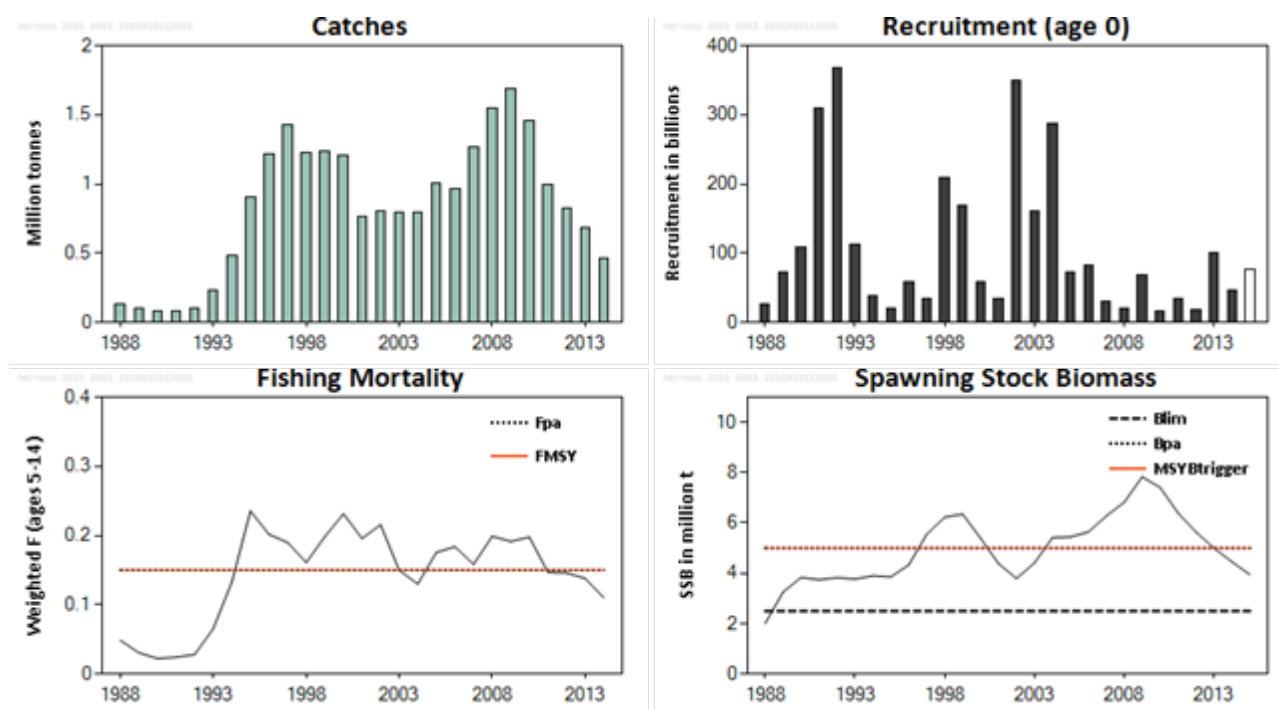 Catches
Million tonnes
2
1.5
1
0.5
0
1988 1993 1998 2003 2008 2013
Recruitment (age 0)
Recruitment in billions
400
300
200
100
0
1988 1993 1998 2003 2008 2013
Fishing Mortality
Weighted F (ages 5-14)
0.4
0.3
0.2
0.1
0
Fpa
FMSY
1988 1993 1998 2003 2008 2013
Spawning Stock Biomass
SSB in million t
10
8
6
4
2
0
Blim
Bpa
MSYBtrigger
1988 1993 1998 2003 2008 2013